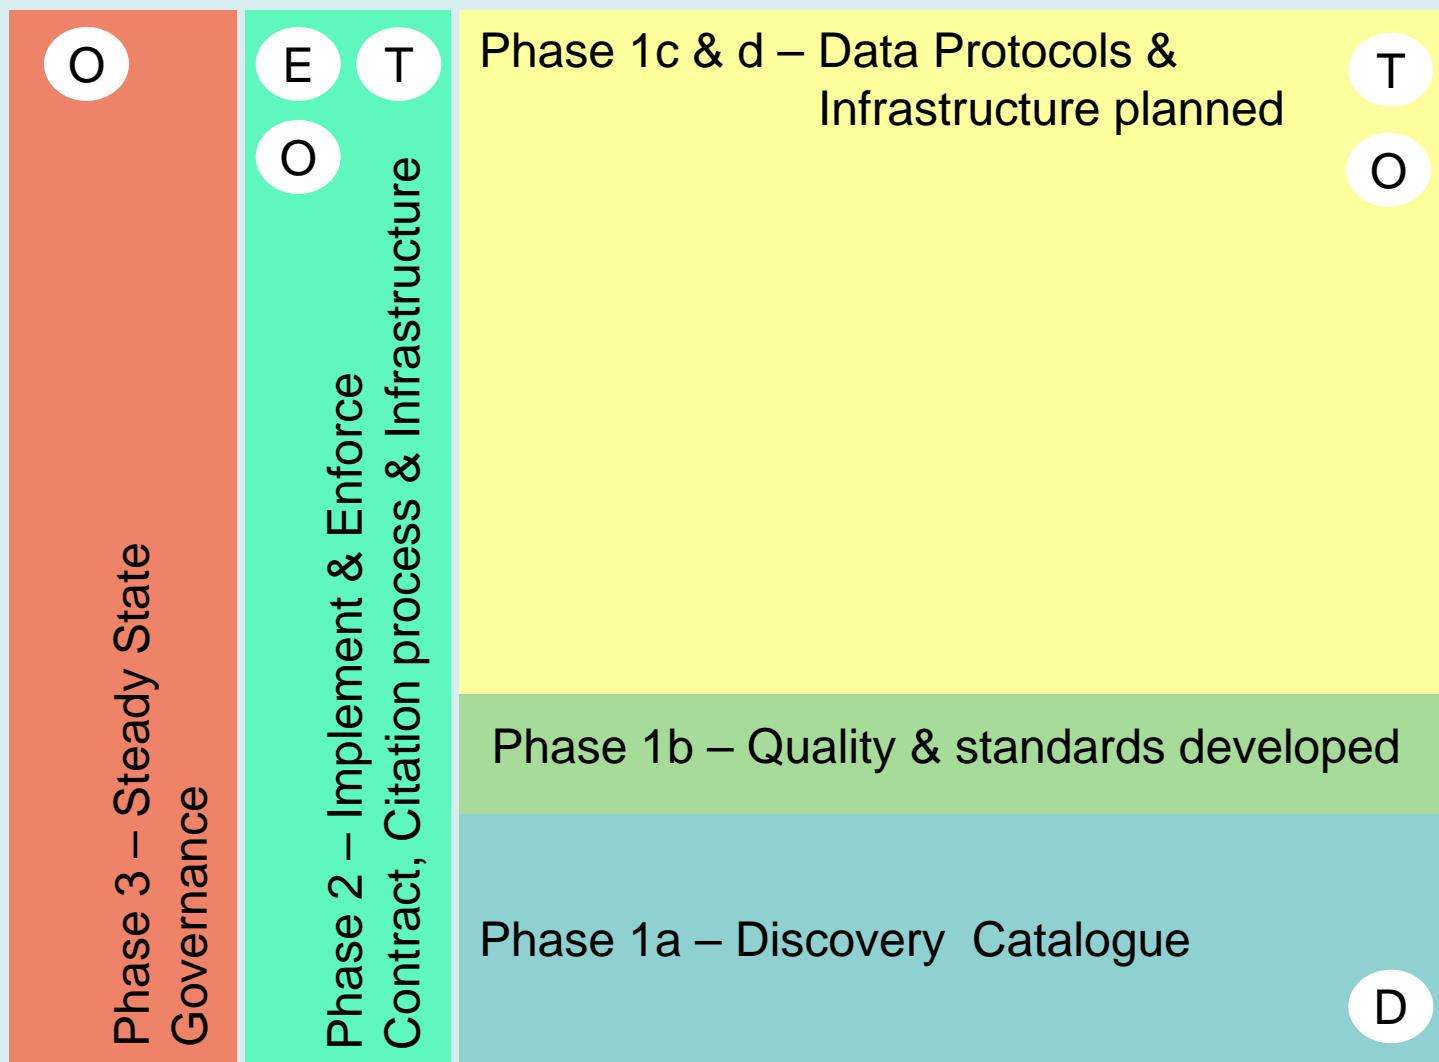 O
Phase 3 – Steady State
Governance
E
T
O
Phase 2 – Implement & Enforce
Contract, Citation process & Infrastructure
Phase 1c & d – Data Protocols &
Infrastructure planned
T
O
Phase 1b – Quality & standards developed
Phase 1a – Discovery Catalogue
D